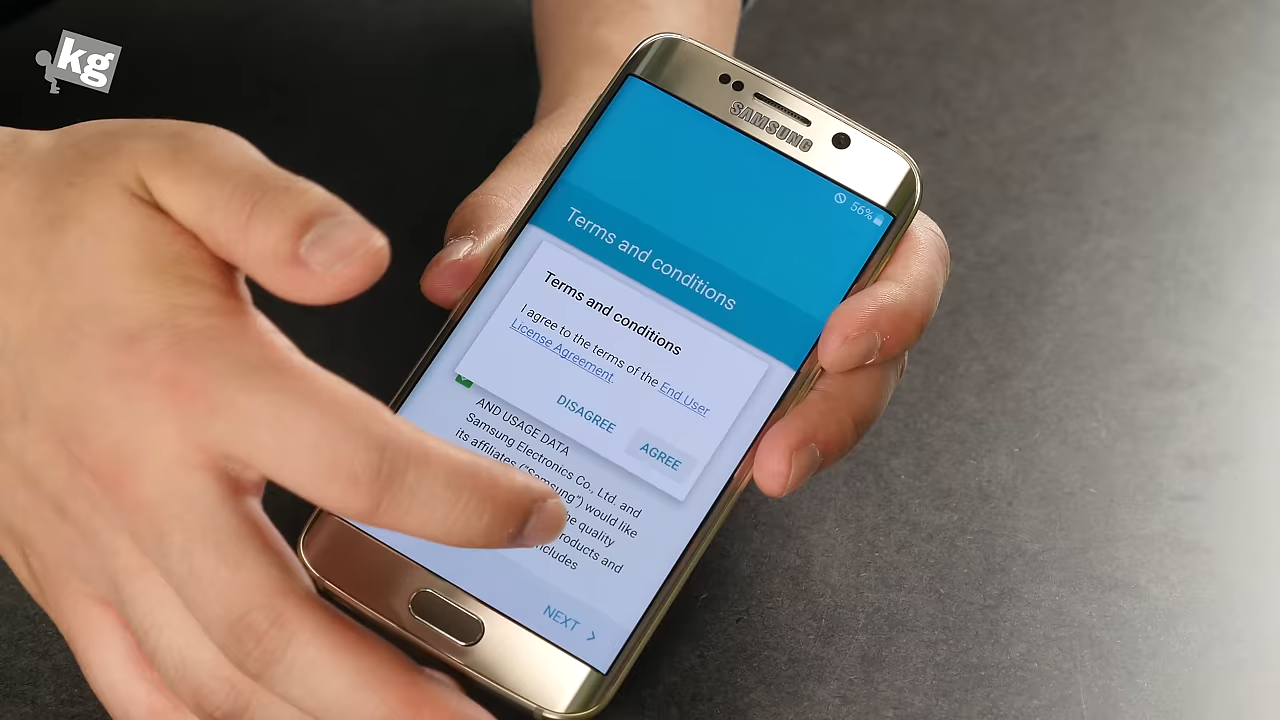 kg
SAMSUNG
56%
Terms and conditions
Terms and conditions
I agree to the terms of the End User
License Agreement.
DISAGREE
AGREE
AND USAGE DATA
Samsung Electronics Co., Ltd. and
its affiliates ("Samsung") would like
quality
and
includes
NEXT >